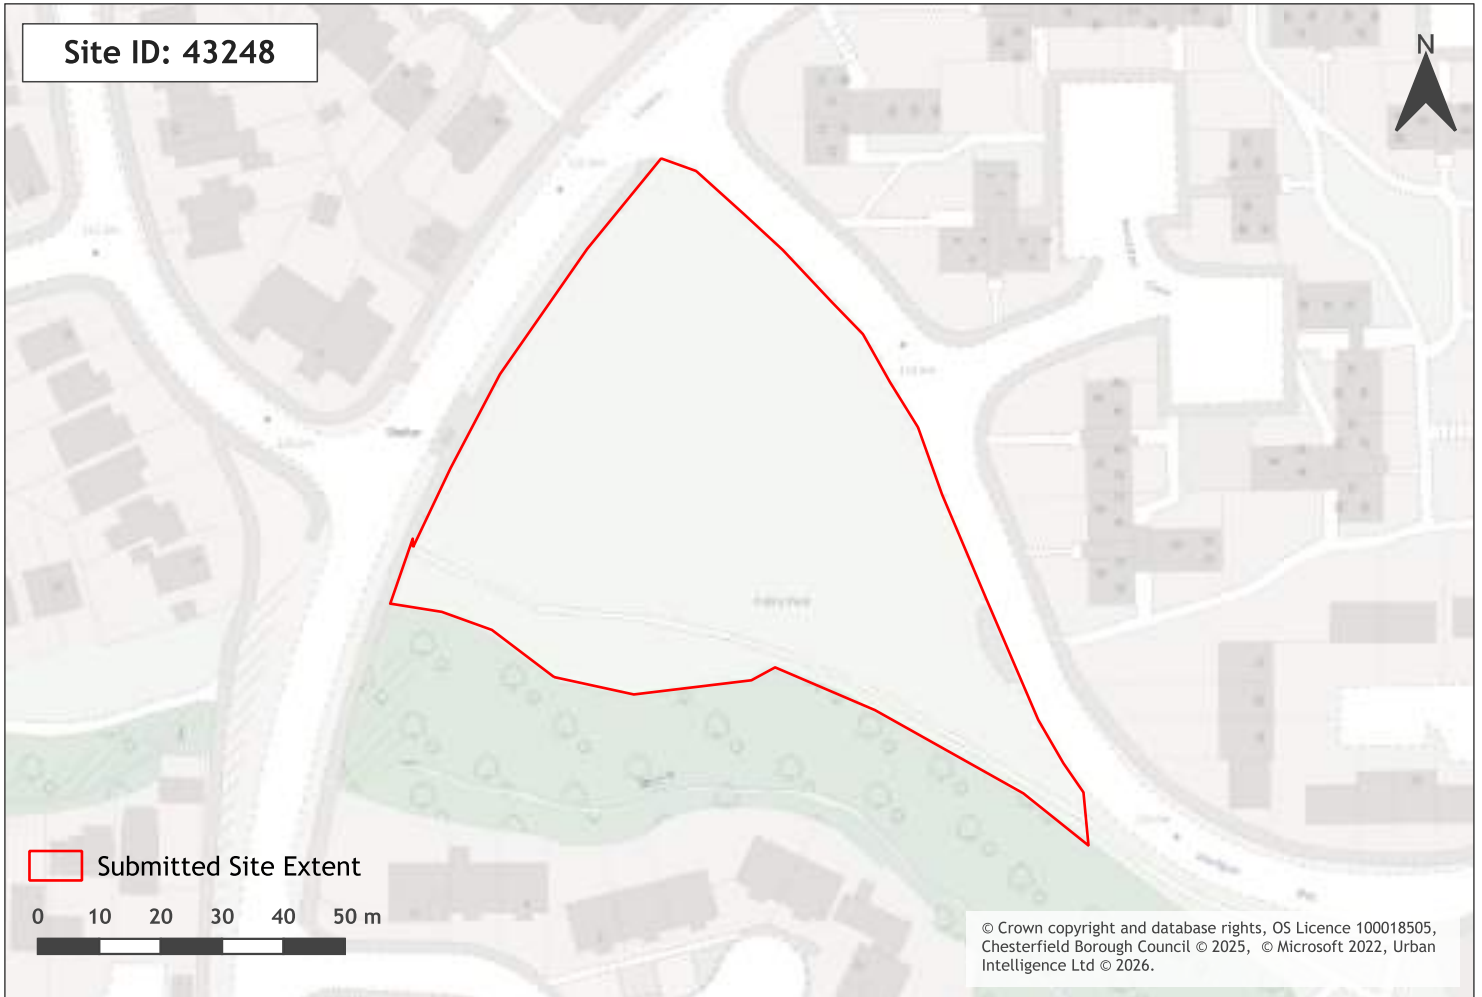 Site ID: 43248
N
Submitted Site Extent
0 10 20 30 40 50 m
© Crown copyright and database rights, OS Licence 100018505,
Chesterfield Borough Council © 2025, © Microsoft 2022, Urban
Intelligence Ltd © 2026.